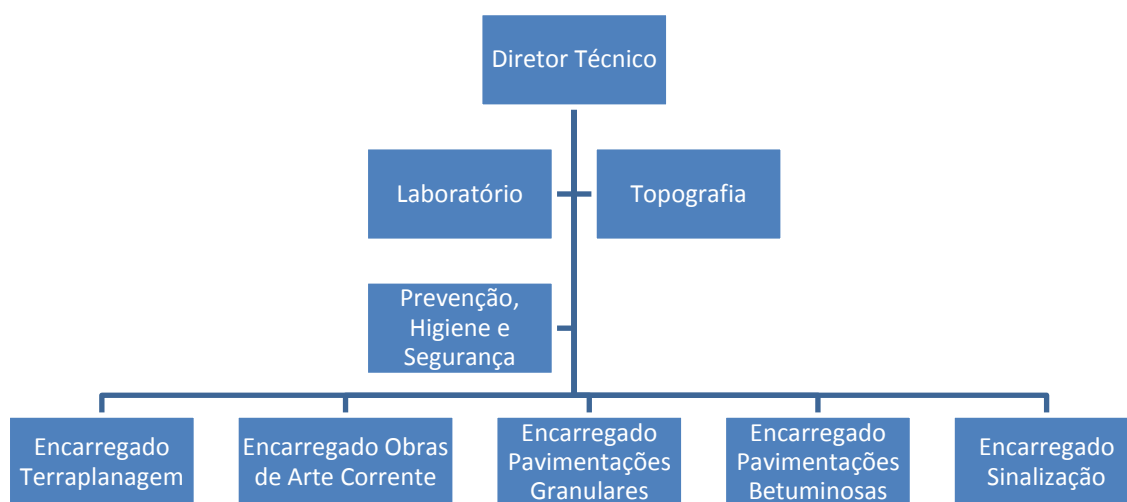 Diretor Técnico
Laboratório
Topografia
Prevenção,
Higiene e
Segurança
Encarregado
Terraplanagem
Encarregado Obras
de Arte Corrente
Encarregado
Pavimentações
Granulares
Encarregado
Pavimentações
Betuminosas
Encarregado
Sinalização